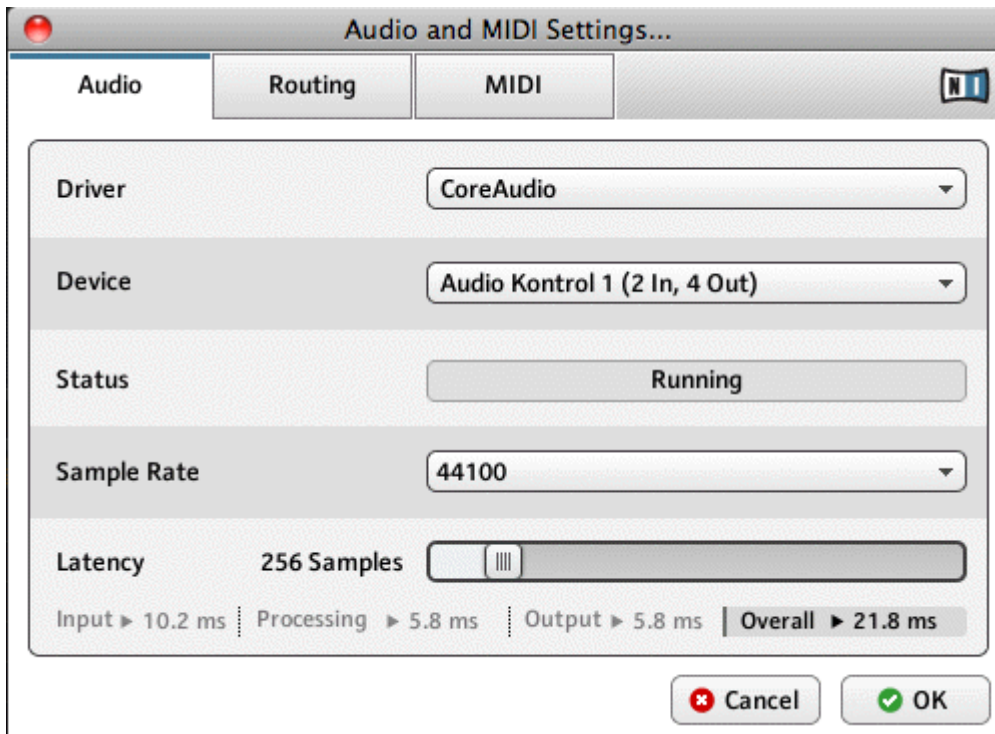 Audio and MIDI Settings...
Audio Routing MIDI NI
Driver CoreAudio
Device Audio Kontrol 1 (2 In, 4 Out)
Status Running
Sample Rate 44100
Latency 256 Samples
Input ▸ 10.2 ms Processing ▸ 5.8 ms Output ▸ 5.8 ms Overall ▸ 21.8 ms
Cancel OK